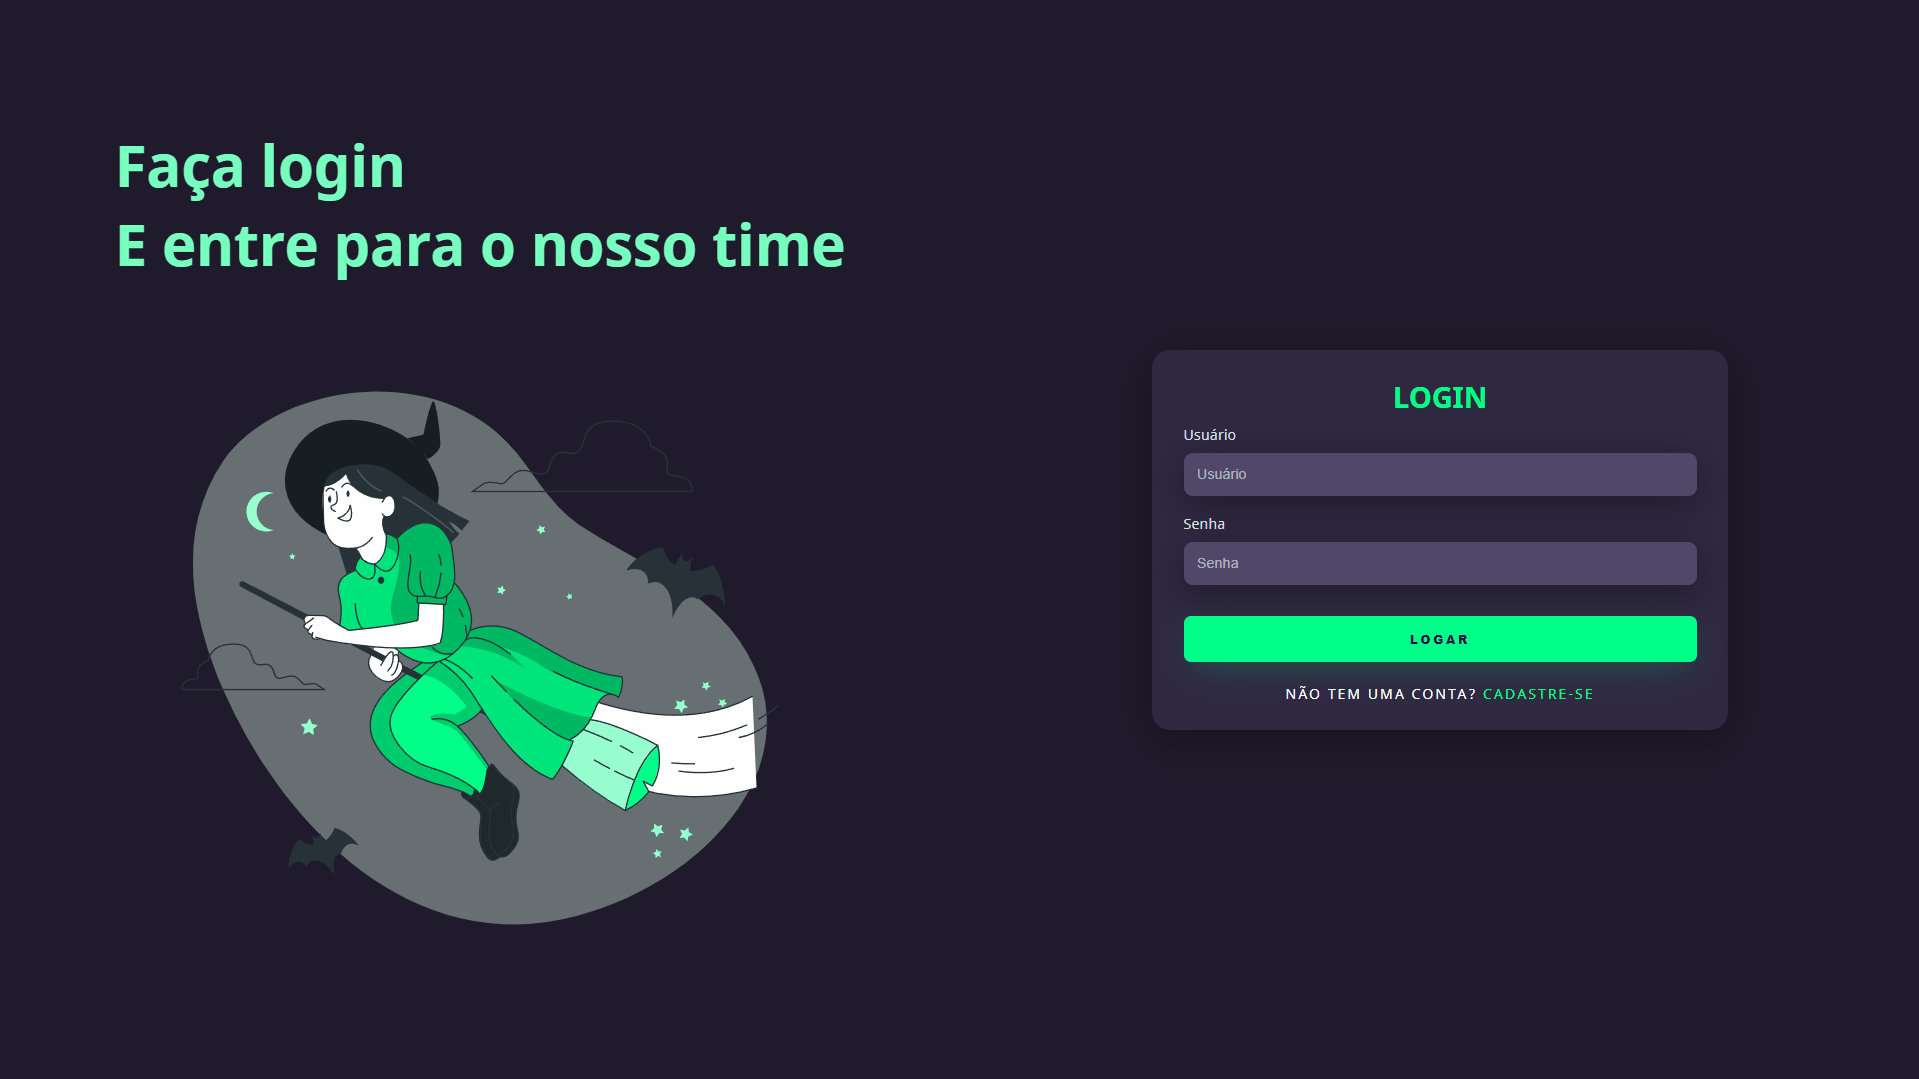 Faça login
E entre para o nosso time
LOGIN
Usuário
Usuário
Senha
Senha
LOGAR
NÃO TEM UMA CONTA? CADASTRE-SE